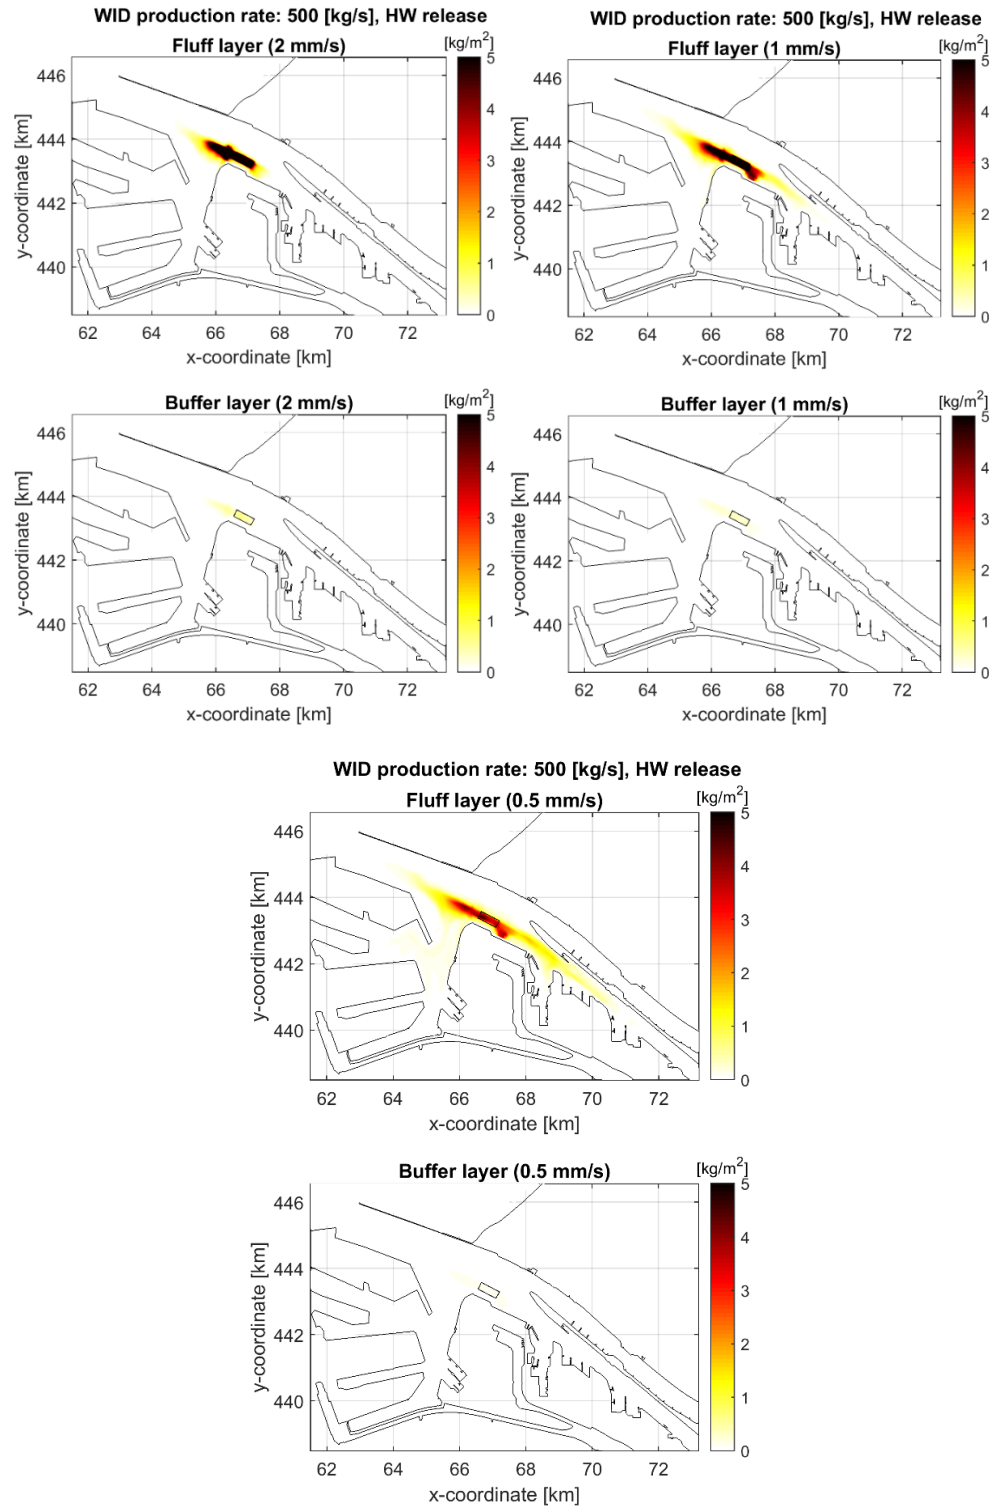 WID production rate: 500 [kg/s], HW release
Fluff layer (2 mm/s)
[kg/m2]
446
444
442
440
y-coordinate [km]
62 64 66 68 70 72
x-coordinate [km]
5
4
3
2
1
0
WID production rate: 500 [kg/s], HW release
Fluff layer (1 mm/s)
[kg/m2]
446
444
442
440
y-coordinate [km]
62 64 66 68 70 72
x-coordinate [km]
5
4
3
2
1
0
Buffer layer (2 mm/s)
[kg/m2]
446
444
442
440
y-coordinate [km]
62 64 66 68 70 72
x-coordinate [km]
5
4
3
2
1
0
Buffer layer (1 mm/s)
[kg/m2]
446
444
442
440
y-coordinate [km]
62 64 66 68 70 72
x-coordinate [km]
5
4
3
2
1
0
WID production rate: 500 [kg/s], HW release
Fluff layer (0.5 mm/s)
[kg/m2]
446
444
442
440
y-coordinate [km]
62 64 66 68 70 72
x-coordinate [km]
5
4
3
2
1
0
Buffer layer (0.5 mm/s)
[kg/m2]
446
444
442
440
y-coordinate [km]
62 64 66 68 70 72
x-coordinate [km]
5
4
3
2
1
0